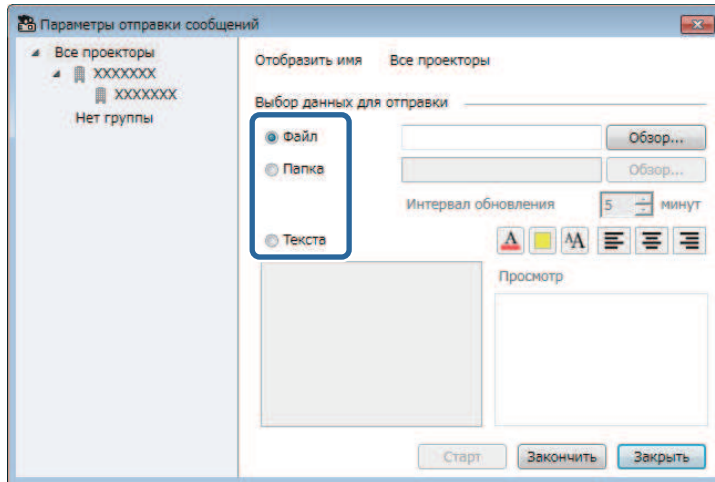 Параметры отправки сообщений
Все проекторы
XXXXXXX
XXXXXXX
Нет группы
Отобразить имя Все проекторы
Выбор данных для отправки
Файл Обзор...
Папка Обзор...
Интервал обновления 5 минут
Текста A AA
Просмотр
Старт Закончить Закрыть